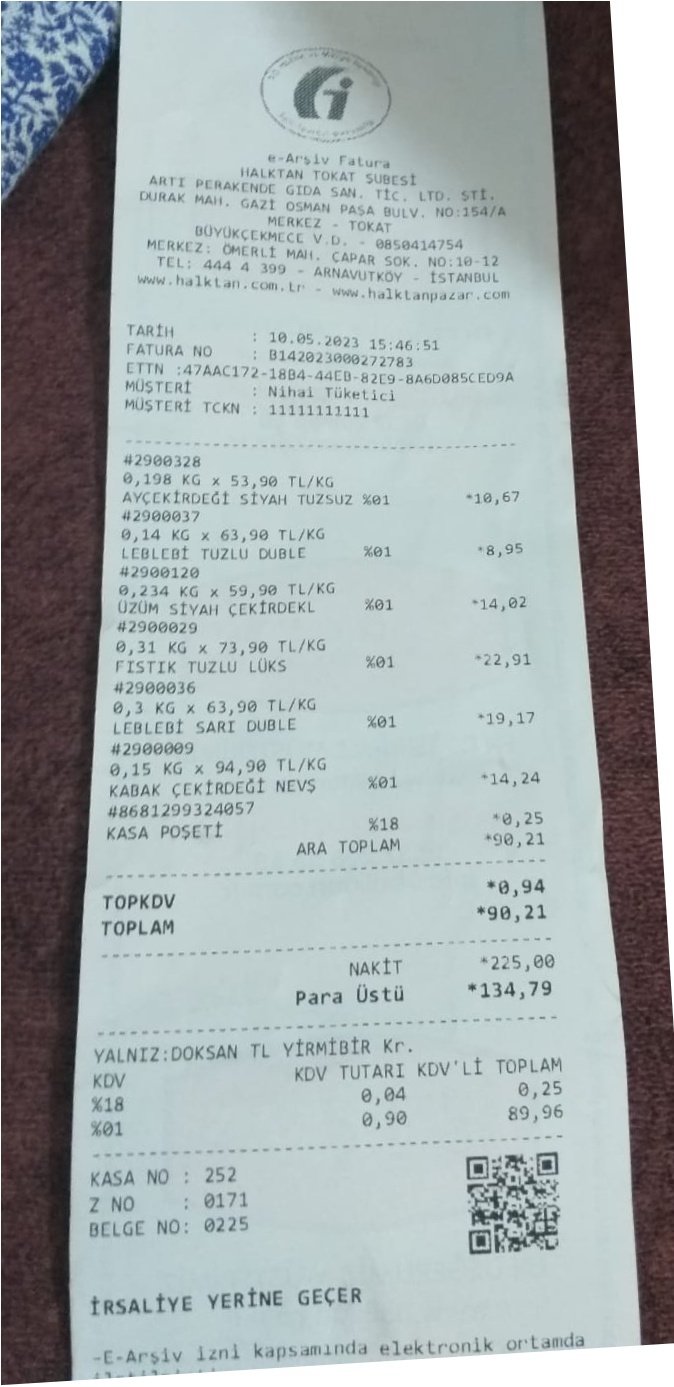 e-Arşiv Fatura
HALKTAN TOKAT ŞUBESİ
ARTI PERAKENDE GIDA SAN. TİC. LTD. ŞTİ.
DURAK MAH. GAZİ OSMAN PAŞA BULV. NO:154/A
MERKEZ - TOKAT
BÜYÜKÇEKMECE V.D. - 0850414754
MERKEZ: ÖMERLİ MAH. ÇAPAR SOK. NO:10-12
TEL: 444 4 399 - ARNAVUTKÖY - İSTANBUL
www.halktan.com.tr - www.halktanpazar.com
TARİH : 10.05.2023 15:46:51
FATURA NO : B142023000272783
ETTN :47AAC172-18B4-44EB-82E9-8A6D085CED9A
MÜŞTERİ : Nihai Tüketici
MÜŞTERİ TCKN : 11111111111
#2900328
0,198 KG x 53,90 TL/KG
AYÇEKİRDEĞİ SİYAH TUZSUZ %01 *10,67
#2900037
0,14 KG x 63,90 TL/KG
LEBLEBİ TUZLU DUBLE %01 *8,95
#2900120
0,234 KG x 59,90 TL/KG
ÜZÜM SİYAH ÇEKİRDEKL %01 *14,02
#2900029
0,31 KG x 73,90 TL/KG
FISTIK TUZLU LÜKS %01 *22,91
#2900036
0,3 KG x 63,90 TL/KG
LEBLEBİ SARI DUBLE %01 *19,17
#2900009
0,15 KG x 94,90 TL/KG
KABAK ÇEKİRDEĞİ NEVŞ %01 *14,24
#8681299324057
KASA POŞETİ %18 *0,25
ARA TOPLAM *90,21
TOPKDV *0,94
TOPLAM *90,21
NAKİT *225,00
Para Üstü *134,79
YALNIZ:DOKSAN TL YİRMİBİR Kr.
KDV KDV TUTARI KDV'Lİ TOPLAM
%18 0,04 0,25
%01 0,90 89,96
KASA NO : 252
Z NO : 0171
BELGE NO: 0225
İRSALİYE YERİNE GEÇER
-E-Arşiv izni kapsamında elektronik ortamda